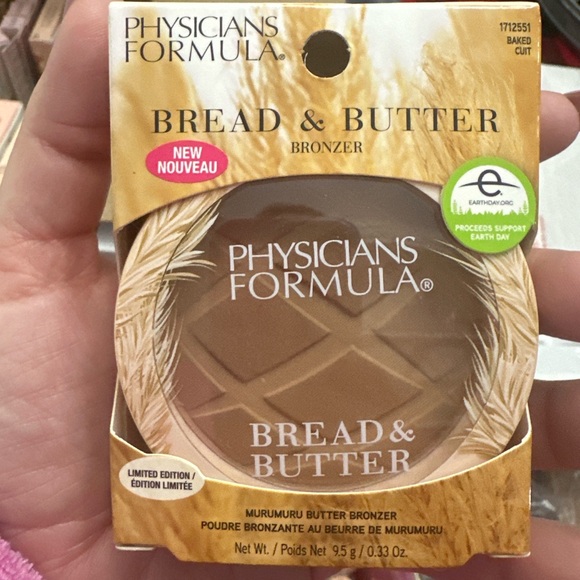 PHYSICIANS
FORMULA®
1712551
BAKED
CUIT
BREAD & BUTTER
BRONZER
NEW
NOUVEAU
e
EARTHDAY.ORG
PROCEEDS SUPPORT
EARTH DAY
PHYSICIANS
FORMULA®
BREAD &
BUTTER
LIMITED EDITION /
ÉDITION LIMITÉE
MURUMURU BUTTER BRONZER
POUDRE BRONZANTE AU BEURRE DE MURUMURU
Net Wt. / Poids Net 9.5 g / 0.33 Oz.